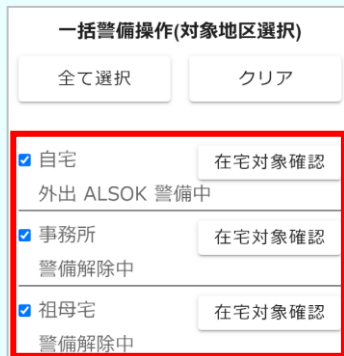 一括警備操作(対象地区選択)
全て選択 クリア
自宅 在宅対象確認
外出 ALSOK 警備中
事務所 在宅対象確認
警備解除中
祖母宅 在宅対象確認
警備解除中